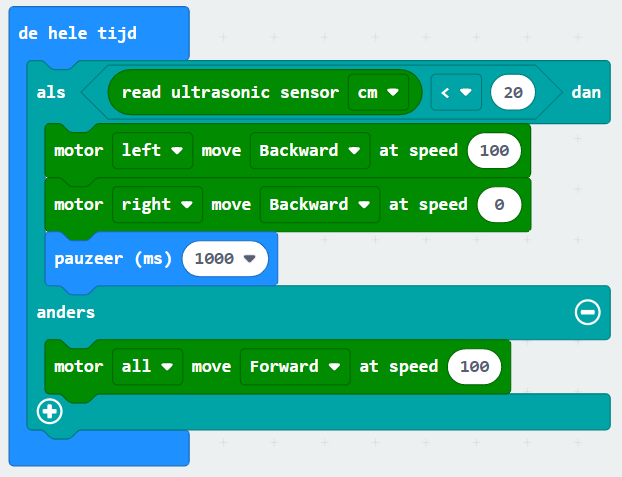 de hele tijd
als read ultrasonic sensor cm < 20 dan
motor left move Backward at speed 100
motor right move Backward at speed 0
pauzeer (ms) 1000
anders
motor all move Forward at speed 100